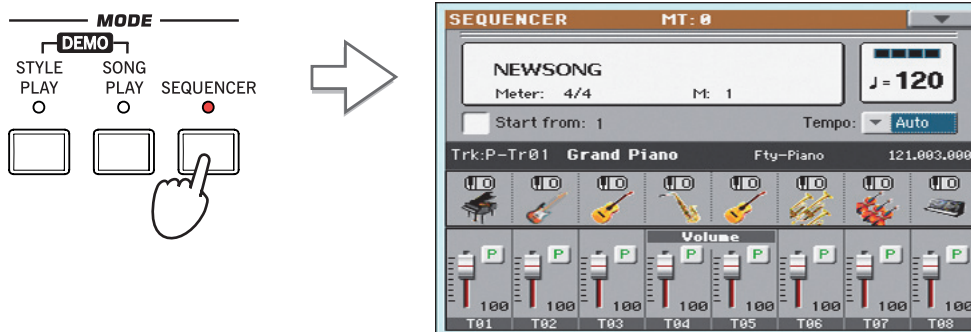 MODE
DEMO
STYLE PLAY
SONG PLAY
SEQUENCER
SEQUENCER MT: 0
NEWSONG
Meter: 4/4 M: 1
♩= 120
Start from: 1 Tempo: Auto
Trk:P-Tr01 Grand Piano Fty-Piano 121.003.000
Volume
P P P P P P P P
100 100 100 100 100 100 100 100
T01 T02 T03 T04 T05 T06 T07 T08